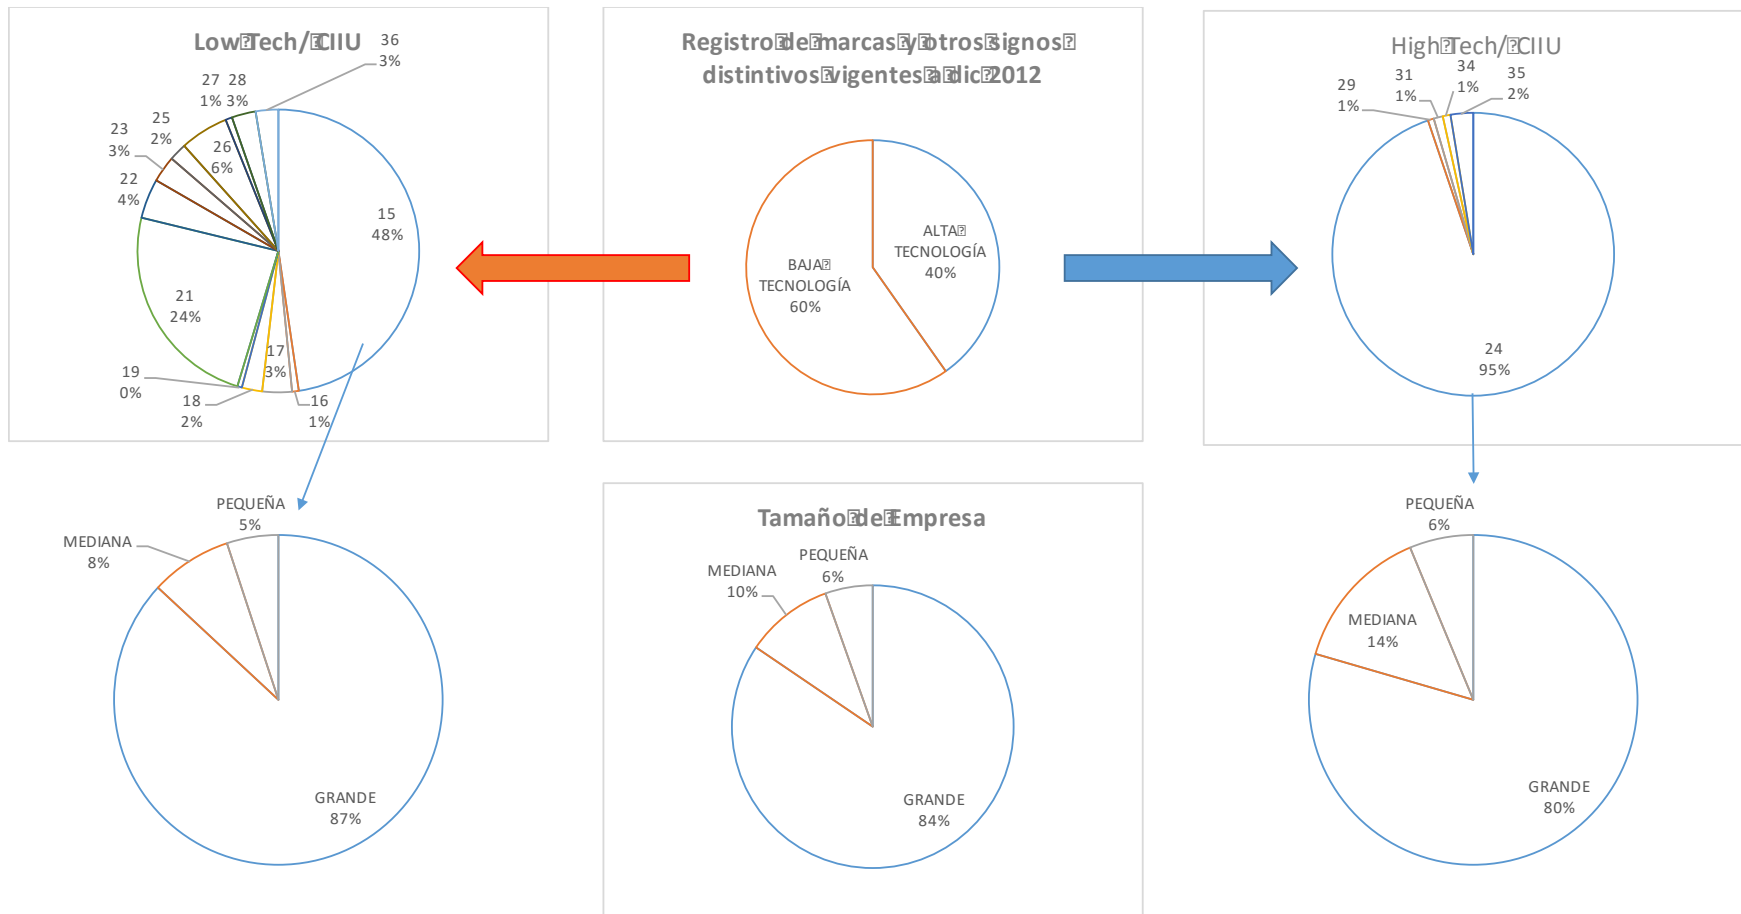 Low Tech/ CIIU
36
3%
27
1%
28
3%
25
2%
23
3%
26
6%
22
4%
15
48%
21
24%
17
3%
19
0%
18
2%
16
1%
Registro de marcas y otros signos
distintivos vigentes a dic 2012
ALTA
TECNOLOGÍA
40%
BAJA
TECNOLOGÍA
60%
High Tech/ CIIU
29
1%
31
1%
34
1%
35
2%
24
95%
PEQUEÑA
5%
MEDIANA
8%
GRANDE
87%
Tamaño de Empresa
PEQUEÑA
6%
MEDIANA
10%
GRANDE
84%
PEQUEÑA
6%
MEDIANA
14%
GRANDE
80%